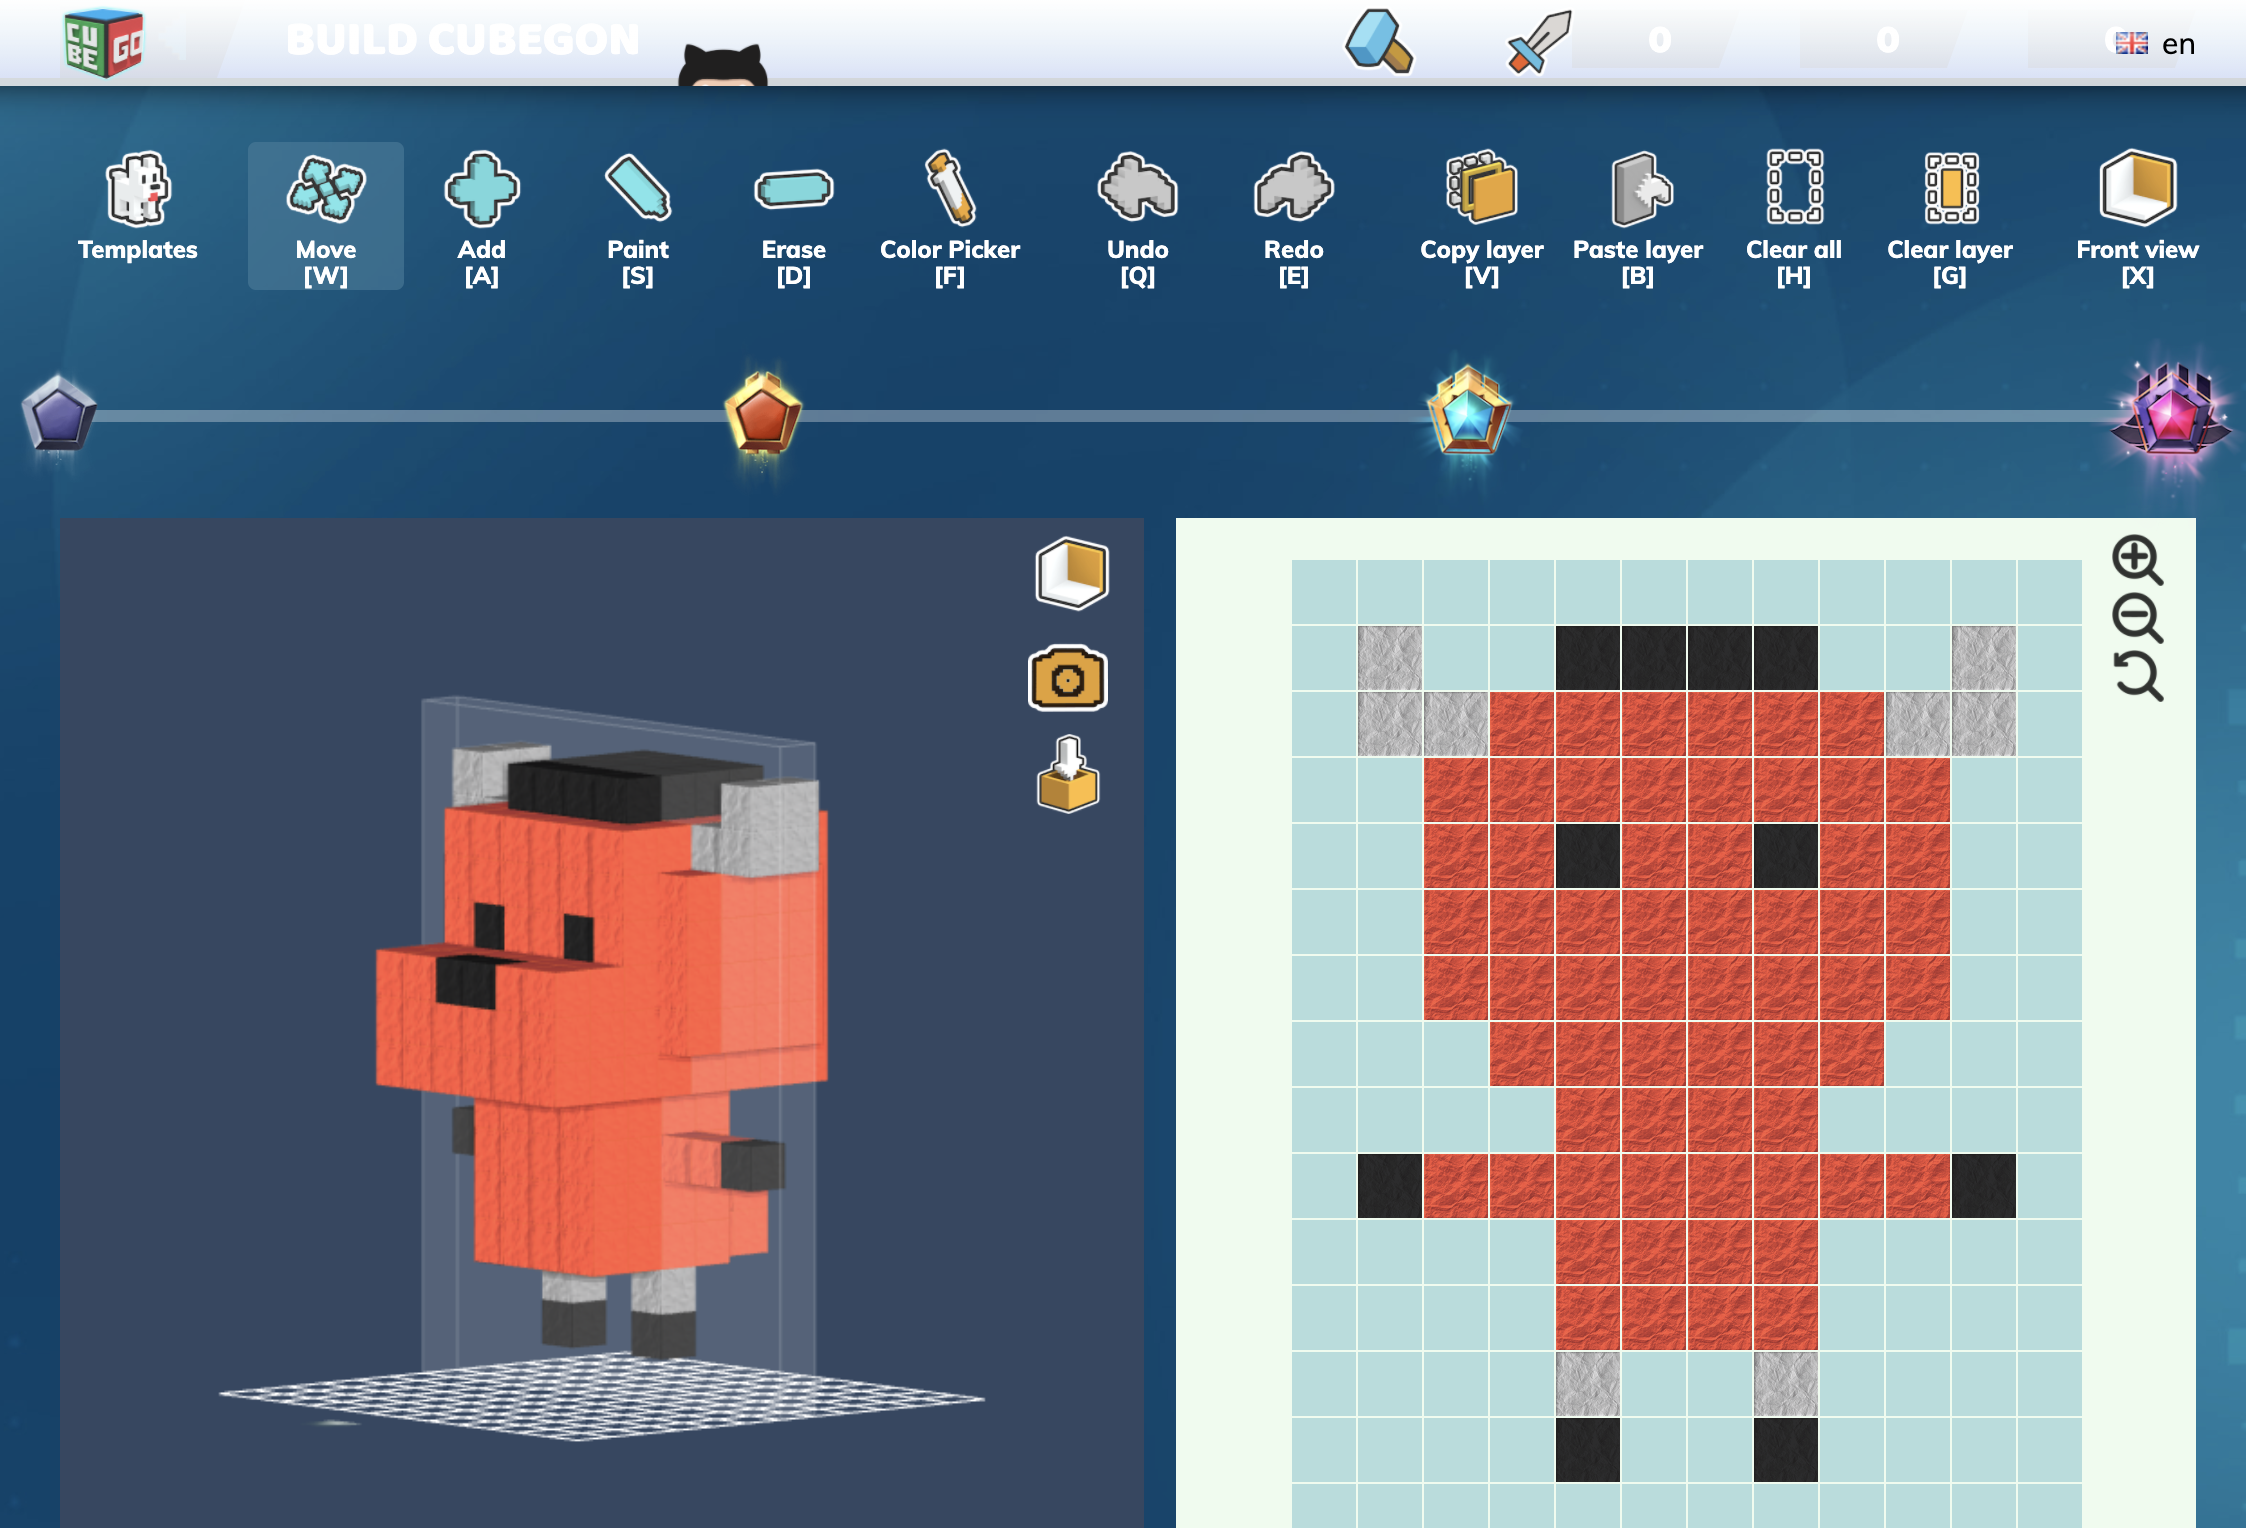 CU
BE
GO
BUILD CUBEGON
0
0
0
en
Templates
Move
[W]
Add
[A]
Paint
[S]
Erase
[D]
Color Picker
[F]
Undo
[Q]
Redo
[E]
Copy layer
[V]
Paste layer
[B]
Clear all
[H]
Clear layer
[G]
Front view
[X]